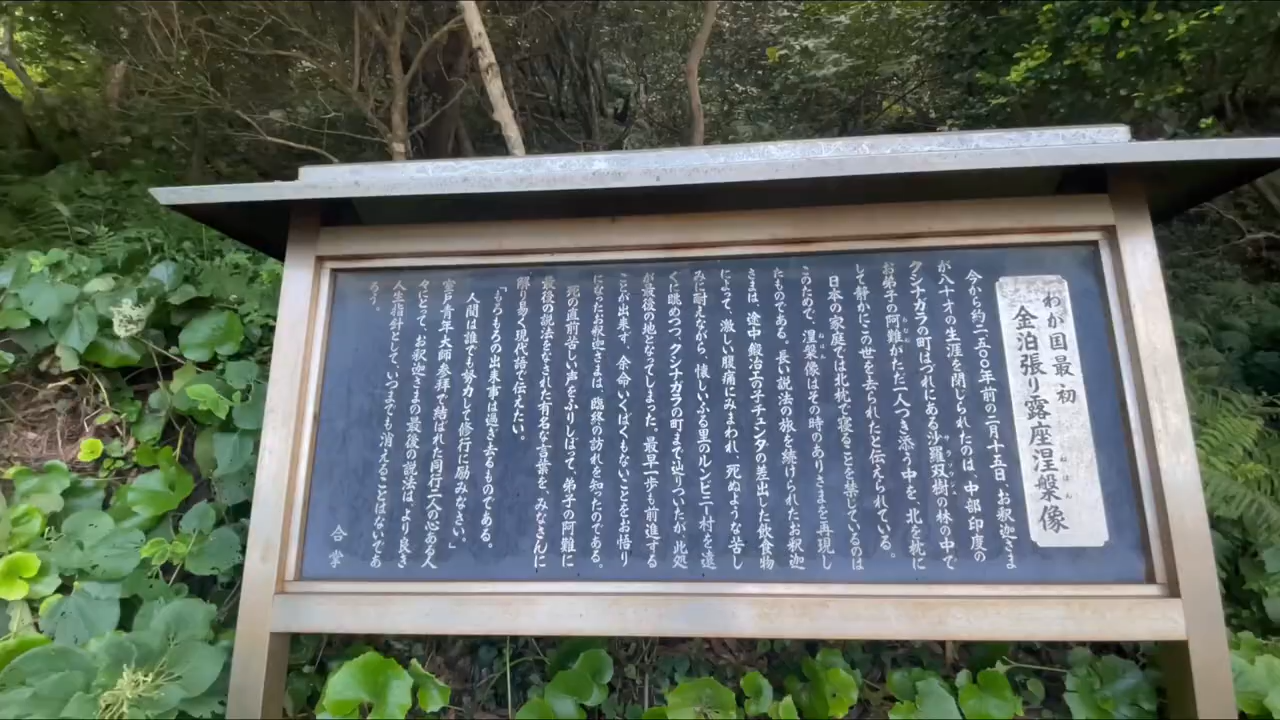 わが国最初
金泊張り露座涅槃像
ねはん
今から約二五〇〇年前の二月十五日、お釈迦さま
が八十才の生涯を閉じられたのは、中部印度の
クシナガラの町はづれにある沙羅双樹の林の中で
サラソウジュ
お弟子の阿難がただ一人つき添う中を、北を枕に
あなん
して静かにこの世を去られたと伝えられている。
日本の家庭では北枕で寝ることを禁じているのは
このためで、涅槃像はその時のありさまを再現し
ねはん
たものである。長い説法の旅を続けられたお釈迦
さまは、途中鍛冶工の子チュンダの差出した飲食物
によって、激しい腹痛にみまわれ、死ぬような苦し
みに耐えながら、懐しいふる里のルンビニー村を遠
くに眺めつつ、クシナガラの町まで辿りついたが、此処
が最後の地となってしまった。最早一歩も前進する
ことが出来ず、余命いくばくもないことをお悟り
になったお釈迦さまは、臨終の訪れを知ったのである。
死の直前苦しい声をふりしぼって、弟子の阿難に
最後の説法をなされた有名な言葉を、みなさんに
解り易く現代語で伝えたい。
「もろもろの出来事は過ぎ去るものである。
人間は誰でも努力して修行に励みなさい。」
室戸青年大師参拝で結ばれた同行二人の心ある人
々にとって、お釈迦さまの最後の説法は、より良き
人生指針として、いつまでも消えることはないであ
ろう。
合掌